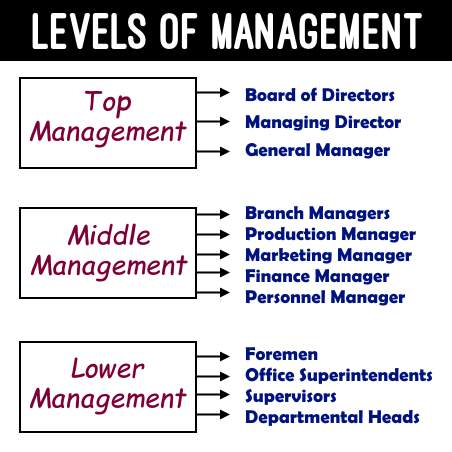 LEVELS OF MANAGEMENT
Top
Management
Board of Directors
Managing Director
General Manager
Middle
Management
Branch Managers
Production Manager
Marketing Manager
Finance Manager
Personnel Manager
Lower
Management
Foremen
Office Superintendents
Supervisors
Departmental Heads